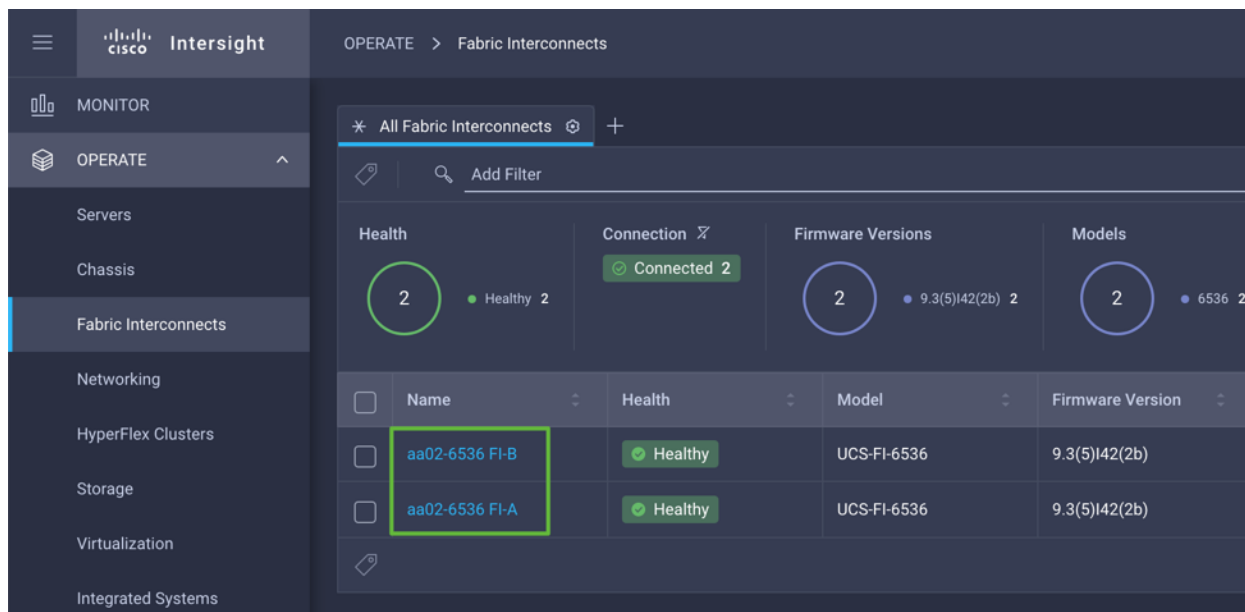 cisco Intersight
OPERATE > Fabric Interconnects
MONITOR
OPERATE
Servers
Chassis
Fabric Interconnects
Networking
HyperFlex Clusters
Storage
Virtualization
Integrated Systems
All Fabric Interconnects
Add Filter
Health Connection Firmware Versions Models
2 Healthy 2 Connected 2 2 9.3(5)I42(2b) 2 2 6536 2
Name Health Model Firmware Version
aa02-6536 FI-B Healthy UCS-FI-6536 9.3(5)I42(2b)
aa02-6536 FI-A Healthy UCS-FI-6536 9.3(5)I42(2b)